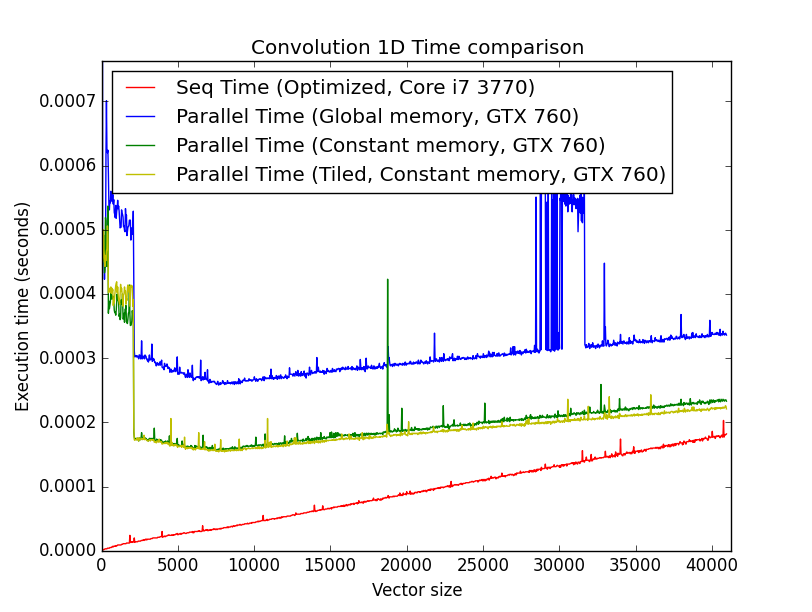 Convolution 1D Time comparison
Seq Time (Optimized, Core i7 3770)
Parallel Time (Global memory, GTX 760)
Parallel Time (Constant memory, GTX 760)
Parallel Time (Tiled, Constant memory, GTX 760)
Execution time (seconds)
0.0007
0.0006
0.0005
0.0004
0.0003
0.0002
0.0001
0.0000
0 5000 10000 15000 20000 25000 30000 35000 40000
Vector size